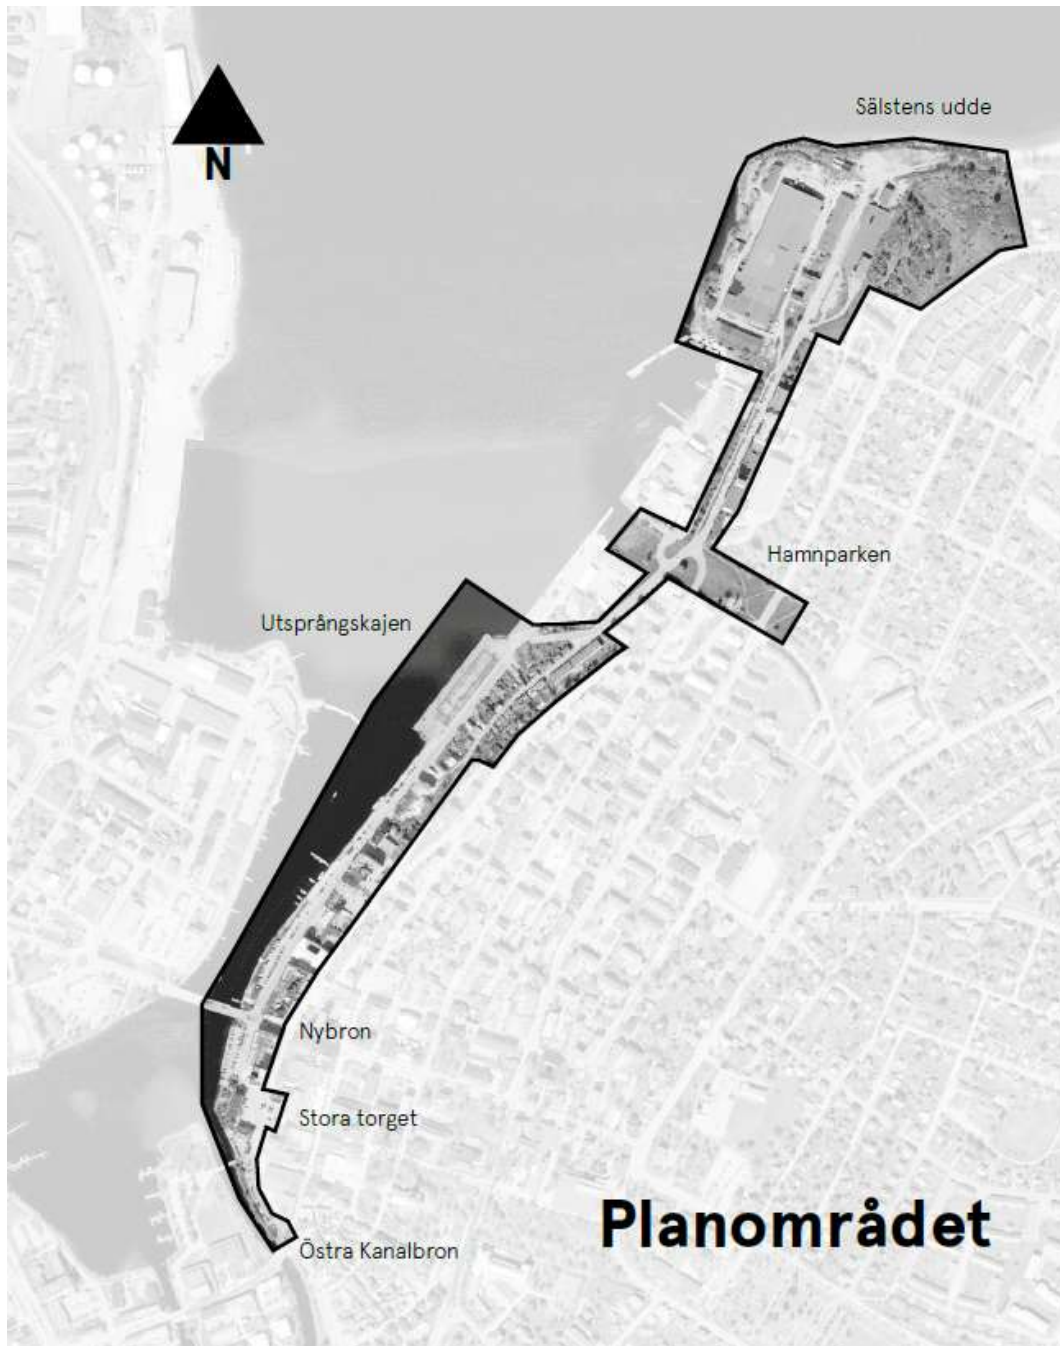 Sälstens udde
N
Hamnparken
Utsprångskajen
Nybron
Stora torget
Östra Kanalbron
Planområdet